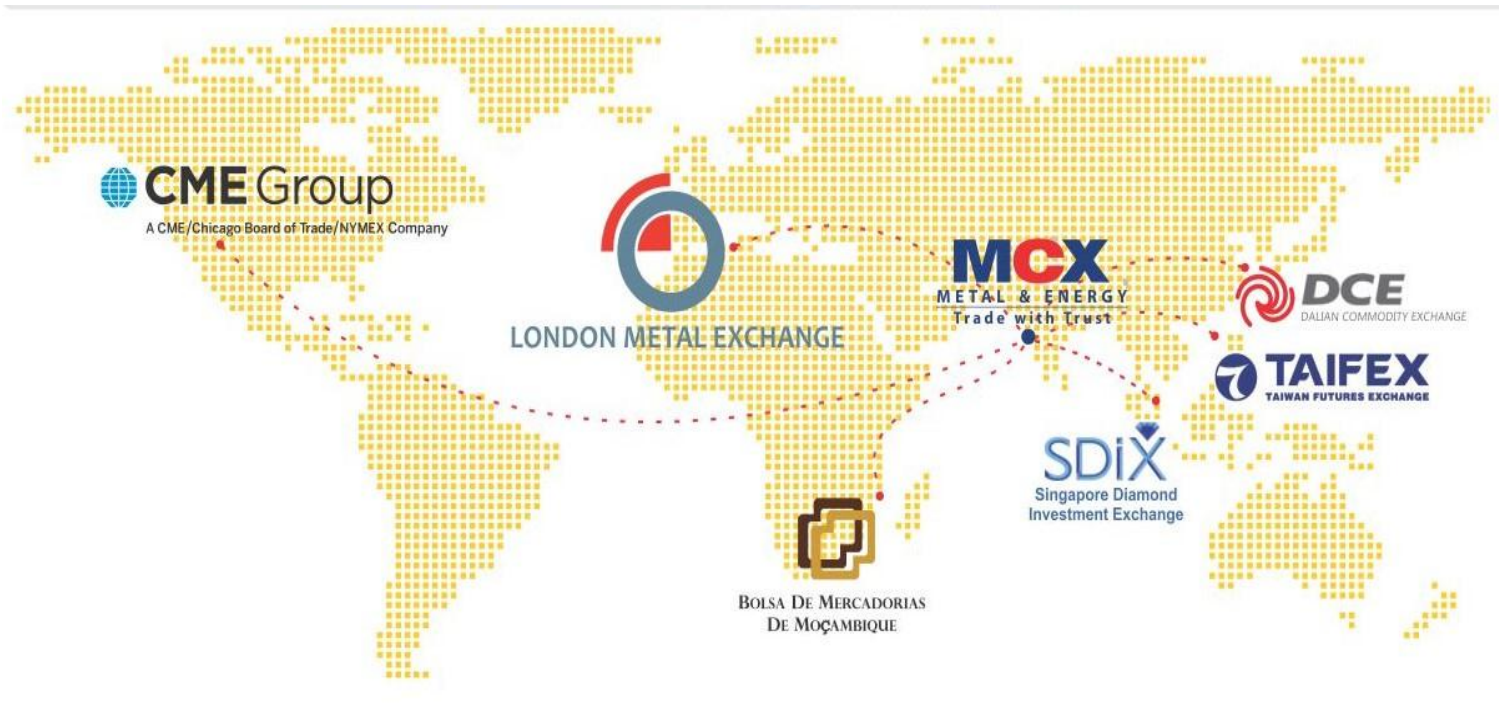 CME Group
A CME/Chicago Board of Trade/NYMEX Company
LONDON METAL EXCHANGE
MCX
METAL & ENERGY
Trade with Trust
DCE
DALIAN COMMODITY EXCHANGE
TAIFEX
TAIWAN FUTURES EXCHANGE
SDiX
Singapore Diamond
Investment Exchange
BOLSA DE MERCADORIAS
DE MOÇAMBIQUE